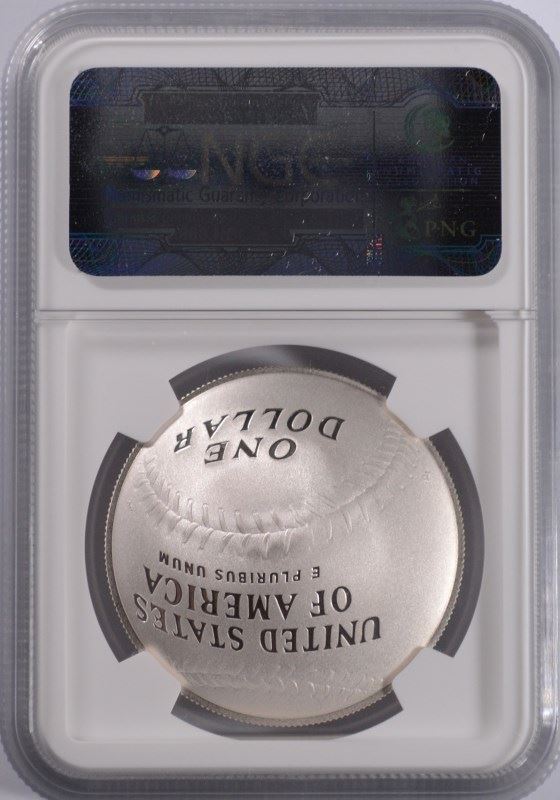 NGC
Numismatic Guaranty Corporation
PNG
UNITED STATES
OF AMERICA
E PLURIBUS UNUM
ONE
DOLLAR